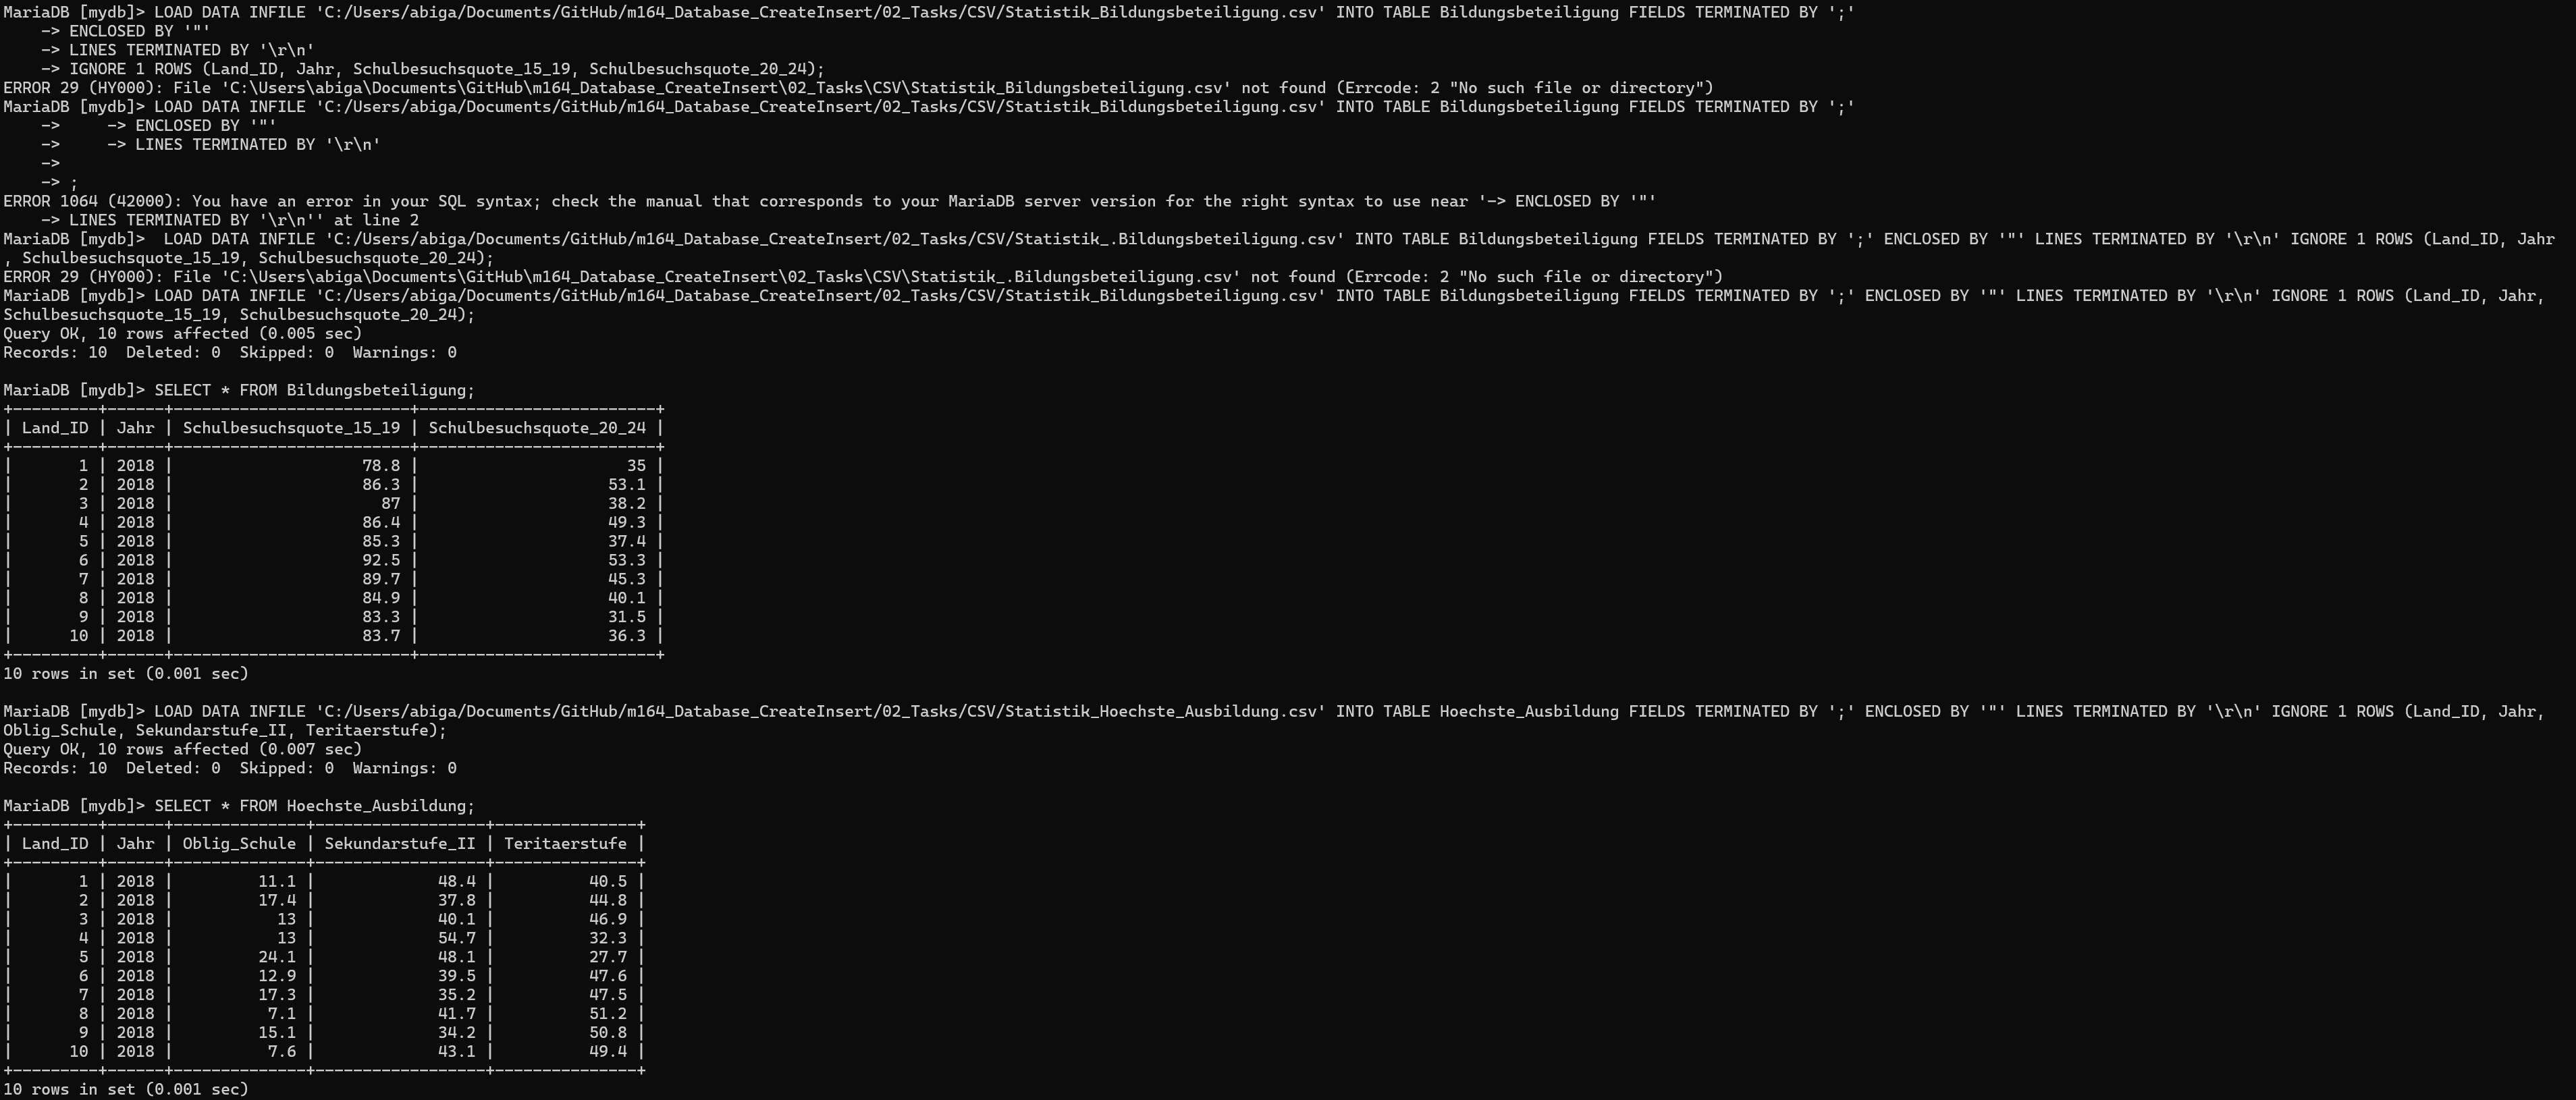 MariaDB [mydb]> LOAD DATA INFILE 'C:/Users/abiga/Documents/GitHub/m164_Database_CreateInsert/02_Tasks/CSV/Statistik_Bildungsbeteiligung.csv' INTO TABLE Bildungsbeteiligung FIELDS TERMINATED BY ';'
    -> ENCLOSED BY '"'
    -> LINES TERMINATED BY '\r\n'
    -> IGNORE 1 ROWS (Land_ID, Jahr, Schulbesuchsquote_15_19, Schulbesuchsquote_20_24);
ERROR 29 (HY000): File 'C:\Users\abiga\Documents\GitHub\m164_Database_CreateInsert\02_Tasks\CSV\Statistik_Bildungsbeteiligung.csv' not found (Errcode: 2 "No such file or directory")
MariaDB [mydb]> LOAD DATA INFILE 'C:/Users/abiga/Documents/GitHub/m164_Database_CreateInsert/02_Tasks/CSV/Statistik_Bildungsbeteiligung.csv' INTO TABLE Bildungsbeteiligung FIELDS TERMINATED BY ';'
    ->     -> ENCLOSED BY '"'
    ->     -> LINES TERMINATED BY '\r\n'
    ->
    -> ;
ERROR 1064 (42000): You have an error in your SQL syntax; check the manual that corresponds to your MariaDB server version for the right syntax to use near '-> ENCLOSED BY '"'
    -> LINES TERMINATED BY '\r\n'' at line 2
MariaDB [mydb]>  LOAD DATA INFILE 'C:/Users/abiga/Documents/GitHub/m164_Database_CreateInsert/02_Tasks/CSV/Statistik_.Bildungsbeteiligung.csv' INTO TABLE Bildungsbeteiligung FIELDS TERMINATED BY ';' ENCLOSED BY '"' LINES TERMINATED BY '\r\n' IGNORE 1 ROWS (Land_ID, Jahr
, Schulbesuchsquote_15_19, Schulbesuchsquote_20_24);
ERROR 29 (HY000): File 'C:\Users\abiga\Documents\GitHub\m164_Database_CreateInsert\02_Tasks\CSV\Statistik_.Bildungsbeteiligung.csv' not found (Errcode: 2 "No such file or directory")
MariaDB [mydb]> LOAD DATA INFILE 'C:/Users/abiga/Documents/GitHub/m164_Database_CreateInsert/02_Tasks/CSV/Statistik_Bildungsbeteiligung.csv' INTO TABLE Bildungsbeteiligung FIELDS TERMINATED BY ';' ENCLOSED BY '"' LINES TERMINATED BY '\r\n' IGNORE 1 ROWS (Land_ID, Jahr,
Schulbesuchsquote_15_19, Schulbesuchsquote_20_24);
Query OK, 10 rows affected (0.005 sec)
Records: 10  Deleted: 0  Skipped: 0  Warnings: 0

MariaDB [mydb]> SELECT * FROM Bildungsbeteiligung;
+---------+------+-------------------------+-------------------------+
| Land_ID | Jahr | Schulbesuchsquote_15_19 | Schulbesuchsquote_20_24 |
+---------+------+-------------------------+-------------------------+
|       1 | 2018 |                    78.8 |                      35 |
|       2 | 2018 |                    86.3 |                    53.1 |
|       3 | 2018 |                      87 |                    38.2 |
|       4 | 2018 |                    86.4 |                    49.3 |
|       5 | 2018 |                    85.3 |                    37.4 |
|       6 | 2018 |                    92.5 |                    53.3 |
|       7 | 2018 |                    89.7 |                    45.3 |
|       8 | 2018 |                    84.9 |                    40.1 |
|       9 | 2018 |                    83.3 |                    31.5 |
|      10 | 2018 |                    83.7 |                    36.3 |
+---------+------+-------------------------+-------------------------+
10 rows in set (0.001 sec)

MariaDB [mydb]> LOAD DATA INFILE 'C:/Users/abiga/Documents/GitHub/m164_Database_CreateInsert/02_Tasks/CSV/Statistik_Hoechste_Ausbildung.csv' INTO TABLE Hoechste_Ausbildung FIELDS TERMINATED BY ';' ENCLOSED BY '"' LINES TERMINATED BY '\r\n' IGNORE 1 ROWS (Land_ID, Jahr,
Oblig_Schule, Sekundarstufe_II, Teritaerstufe);
Query OK, 10 rows affected (0.007 sec)
Records: 10  Deleted: 0  Skipped: 0  Warnings: 0

MariaDB [mydb]> SELECT * FROM Hoechste_Ausbildung;
+---------+------+--------------+------------------+---------------+
| Land_ID | Jahr | Oblig_Schule | Sekundarstufe_II | Teritaerstufe |
+---------+------+--------------+------------------+---------------+
|       1 | 2018 |         11.1 |             48.4 |          40.5 |
|       2 | 2018 |         17.4 |             37.8 |          44.8 |
|       3 | 2018 |           13 |             40.1 |          46.9 |
|       4 | 2018 |           13 |             54.7 |          32.3 |
|       5 | 2018 |         24.1 |             48.1 |          27.7 |
|       6 | 2018 |         12.9 |             39.5 |          47.6 |
|       7 | 2018 |         17.3 |             35.2 |          47.5 |
|       8 | 2018 |          7.1 |             41.7 |          51.2 |
|       9 | 2018 |         15.1 |             34.2 |          50.8 |
|      10 | 2018 |          7.6 |             43.1 |          49.4 |
+---------+------+--------------+------------------+---------------+
10 rows in set (0.001 sec)